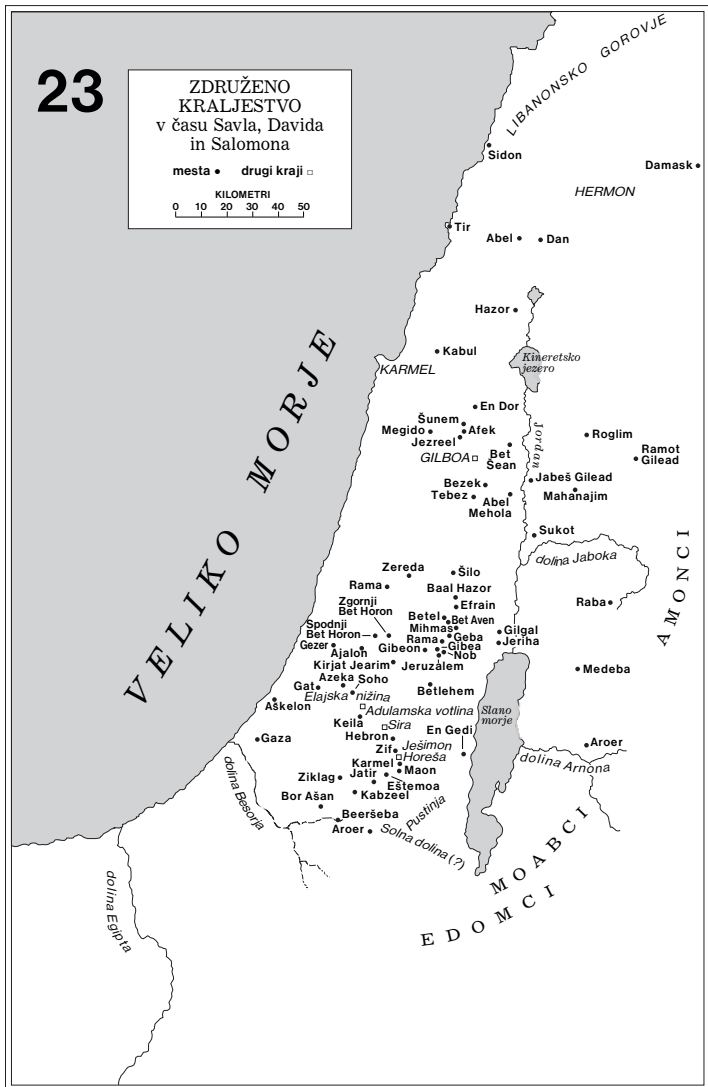 23
ZDRUŽENO
KRALJESTVO
v času Savla, Davida
in Salomona
mesta ● drugi kraji □
KILOMETRI
0 10 20 30 40 50
LIBANONSKO GOROVJE
Sidon
Damask
HERMON
Tir
Abel
Dan
Hazor
Kabul
Kineretsko
jezero
KARMEL
VELIKO MORJE
En Dor
Šunem
Megido
Afek
Jezreel
Jordan
Roglim
GILBOA
Bet
Šean
Ramot
Gilead
Bezek
Jabeš Gilead
Tebez
Abel
Mehola
Mahanajim
Sukot
dolina Jaboka
AMONCI
Zereda
Šilo
Rama
Baal Hazor
Raba
Zgornji
Bet Horon
Efrain
Betel
Bet Aven
Spodnji
Bet Horon
Mihmas
Gilgal
Gezer
Rama
Geba
Jeriha
Ajalon
Gibeon
Gibea
Nob
Kirjat Jearim
Jeruzalem
Medeba
Azeka
Soho
Gat
Betlehem
Elajska nižina
Aškelon
Adulamska votlina
Slano
morje
Keila
Sira
En Gedi
Gaza
Hebron
Aroer
Zif
Ješimon
Horeša
Karmel
dolina Arnona
Maon
Ziklag
Jatir
Eštemoa
dolina Besorja
Bor Ašan
Kabzeel
Pustinja
Beeršeba
Aroer
Solna dolina (?)
MOABCI
EDOMCI
dolina Egipta